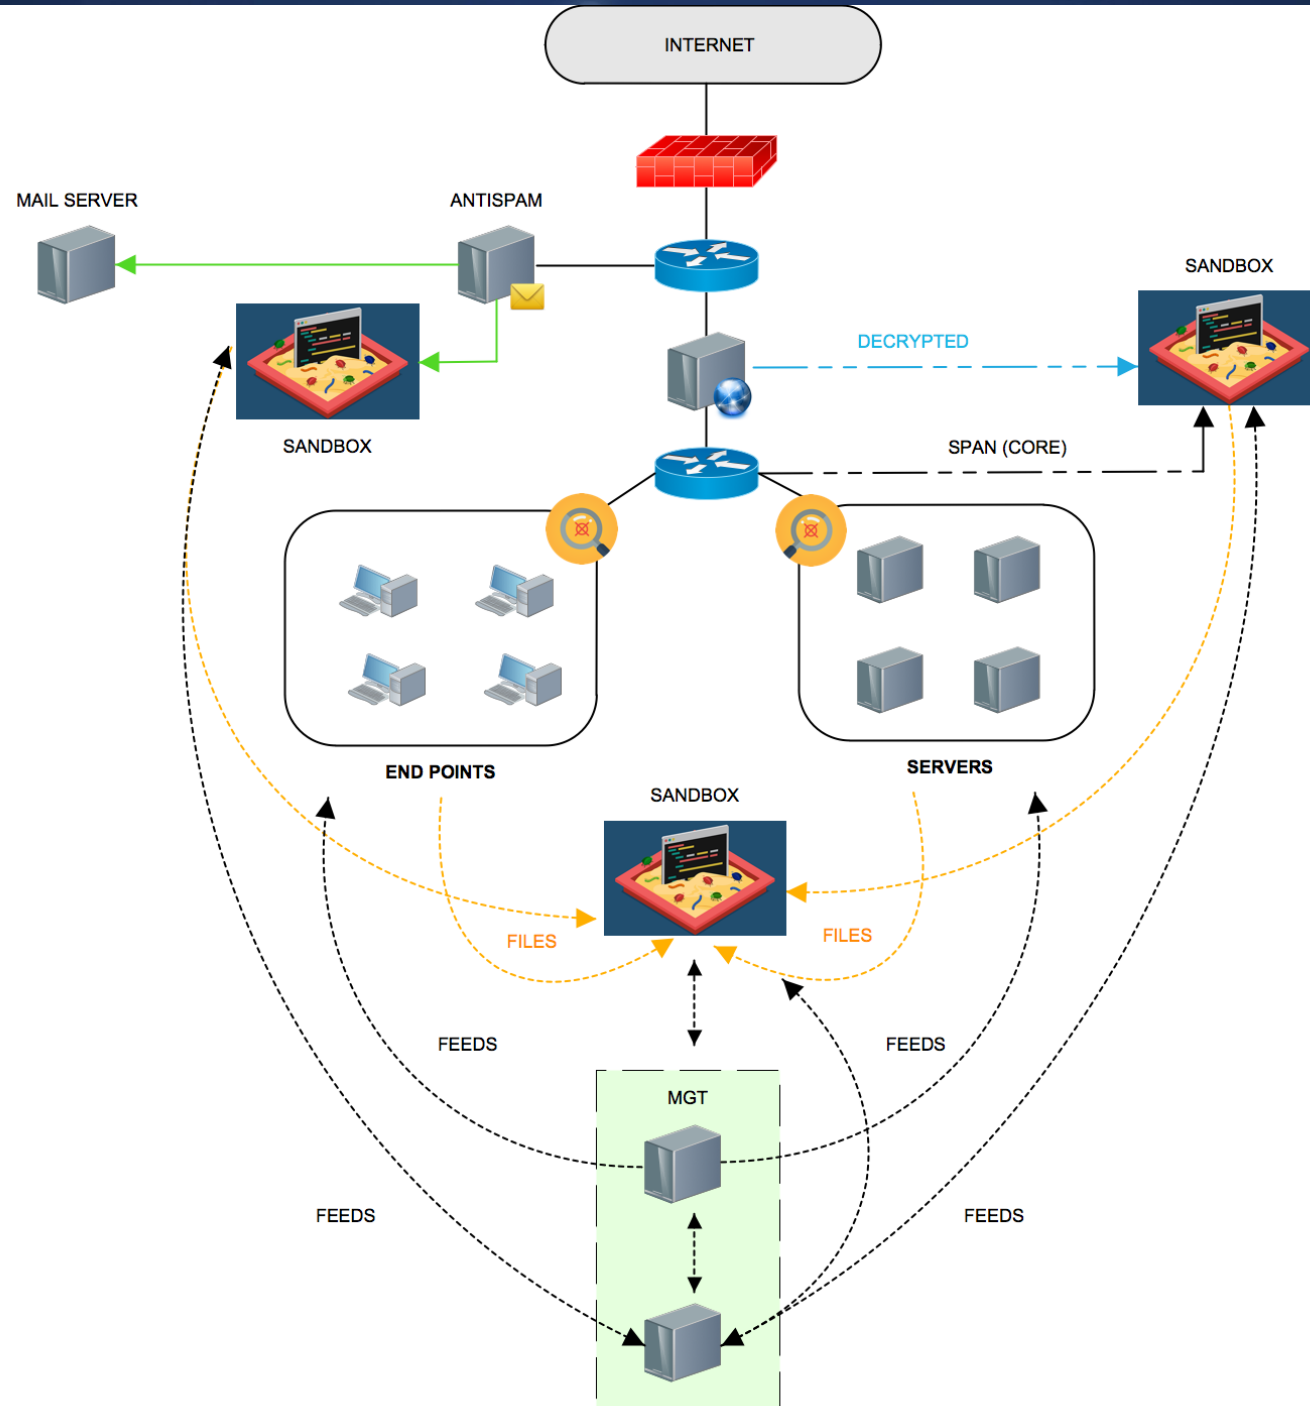 INTERNET
MAIL SERVER
ANTISPAM
SANDBOX
DECRYPTED
SANDBOX
SPAN (CORE)
END POINTS
SERVERS
SANDBOX
FILES
FILES
FEEDS
FEEDS
MGT
FEEDS
FEEDS